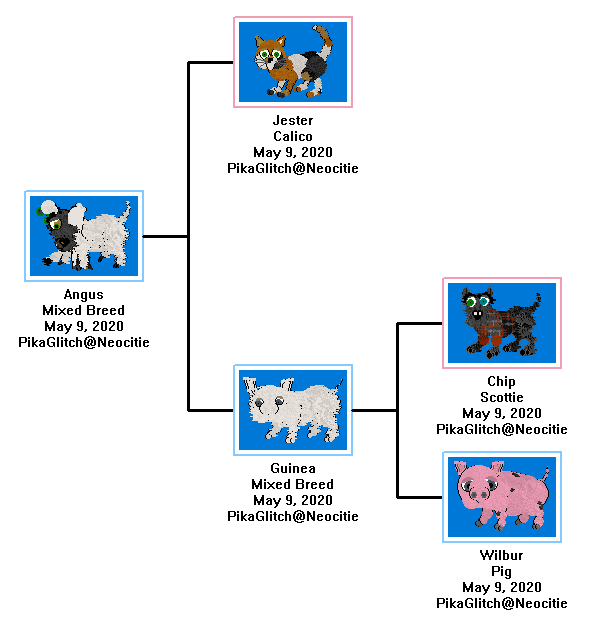 Jester
Calico
May 9, 2020
PikaGlitch@Neocitie
Angus
Mixed Breed
May 9, 2020
PikaGlitch@Neocitie
Chip
Scottie
May 9, 2020
PikaGlitch@Neocitie
Guinea
Mixed Breed
May 9, 2020
PikaGlitch@Neocitie
Wilbur
Pig
May 9, 2020
PikaGlitch@Neocitie